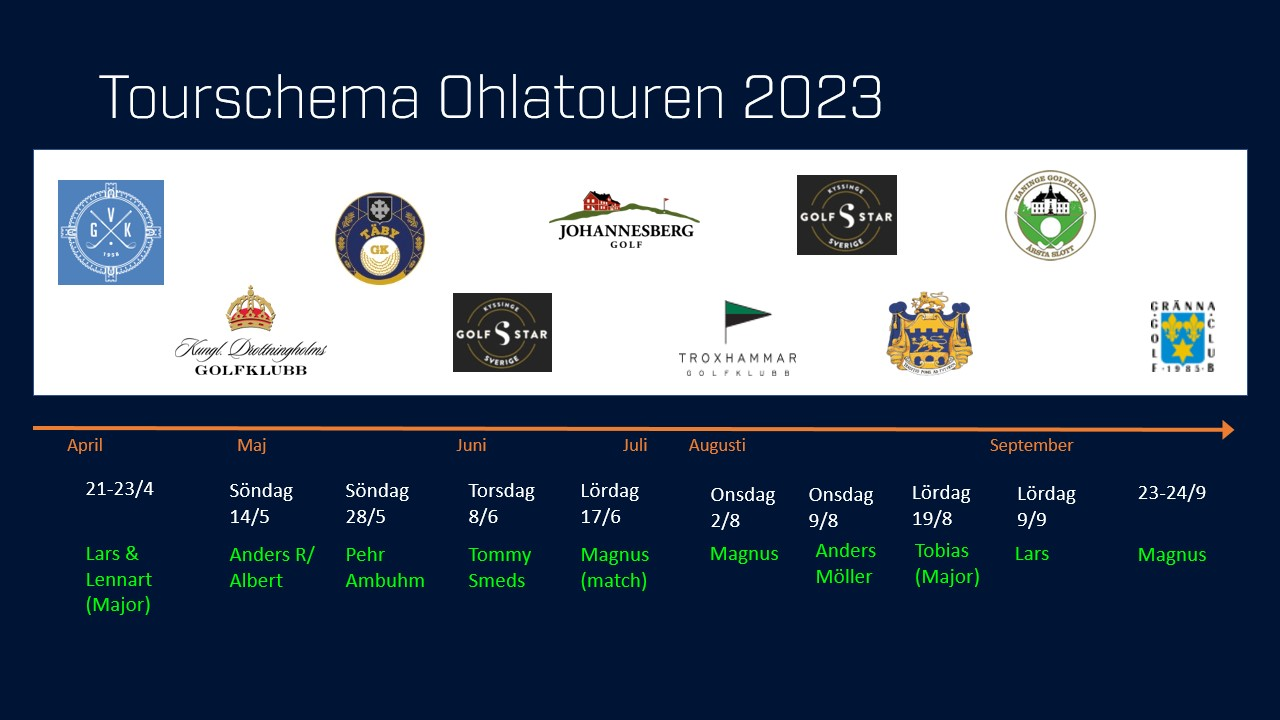 Tourschema Ohlatouren 2023
V
G K
1958
TÄBY
GK
JOHANNESBERG
GOLF
KYSSINGE
GOLF S STAR
SVERIGE
HANINGE GOLFKLUBB
ÅRSTA SLOTT
Kungl. Drottningholms
GOLFKLUBB
KYSSINGE
GOLF S STAR
SVERIGE
TROXHAMMAR
GOLFKLUBB
GRÄNNA
GOLF
CLUB
1985
April Maj Juni Juli Augusti September
21-23/4
Söndag
14/5
Söndag
28/5
Torsdag
8/6
Lördag
17/6
Onsdag
2/8
Onsdag
9/8
Lördag
19/8
Lördag
9/9
23-24/9
Lars &
Lennart
(Major)
Anders R/
Albert
Pehr
Ambuhm
Tommy
Smeds
Magnus
(match)
Magnus
Anders
Möller
Tobias
(Major)
Lars
Magnus